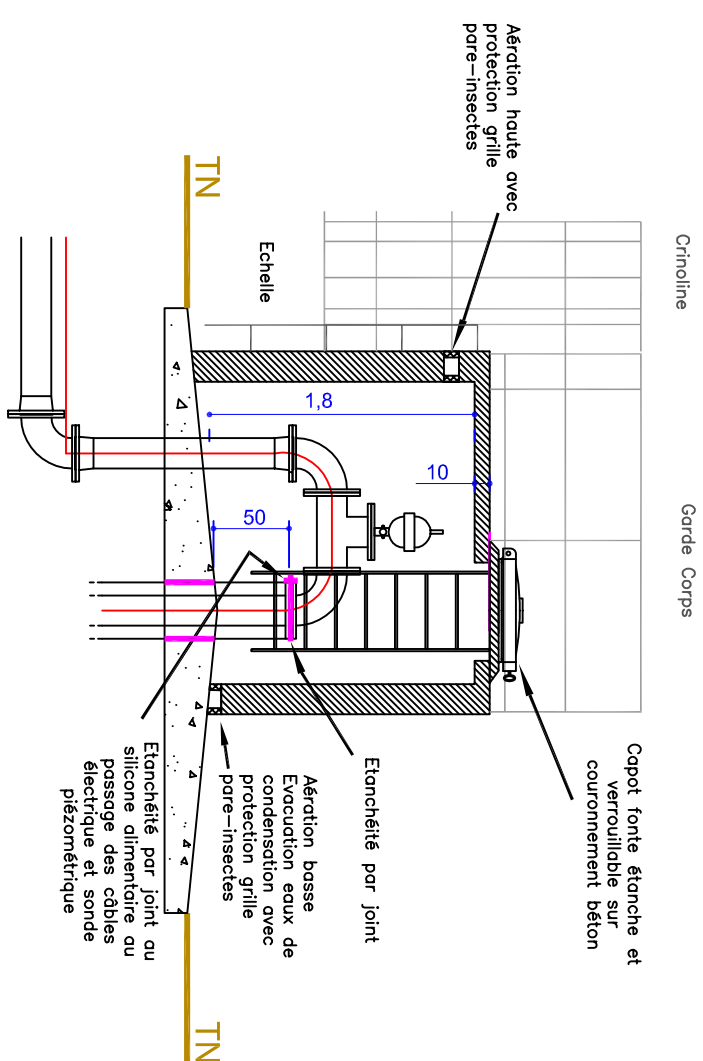 Crinoline
Garde Corps
Aération haute avec
protection grille
pare-insectes
Capot fonte étanche et
verrouillable sur
couronnement béton
Echelle
1,8
10
50
TN
TN
Etanchéité par joint
Aération basse
Evacuation eaux de
condensation avec
protection grille
pare-insectes
Etanchéité par joint au
silicone alimentaire au
passage des câbles
électrique et sonde
piézométrique